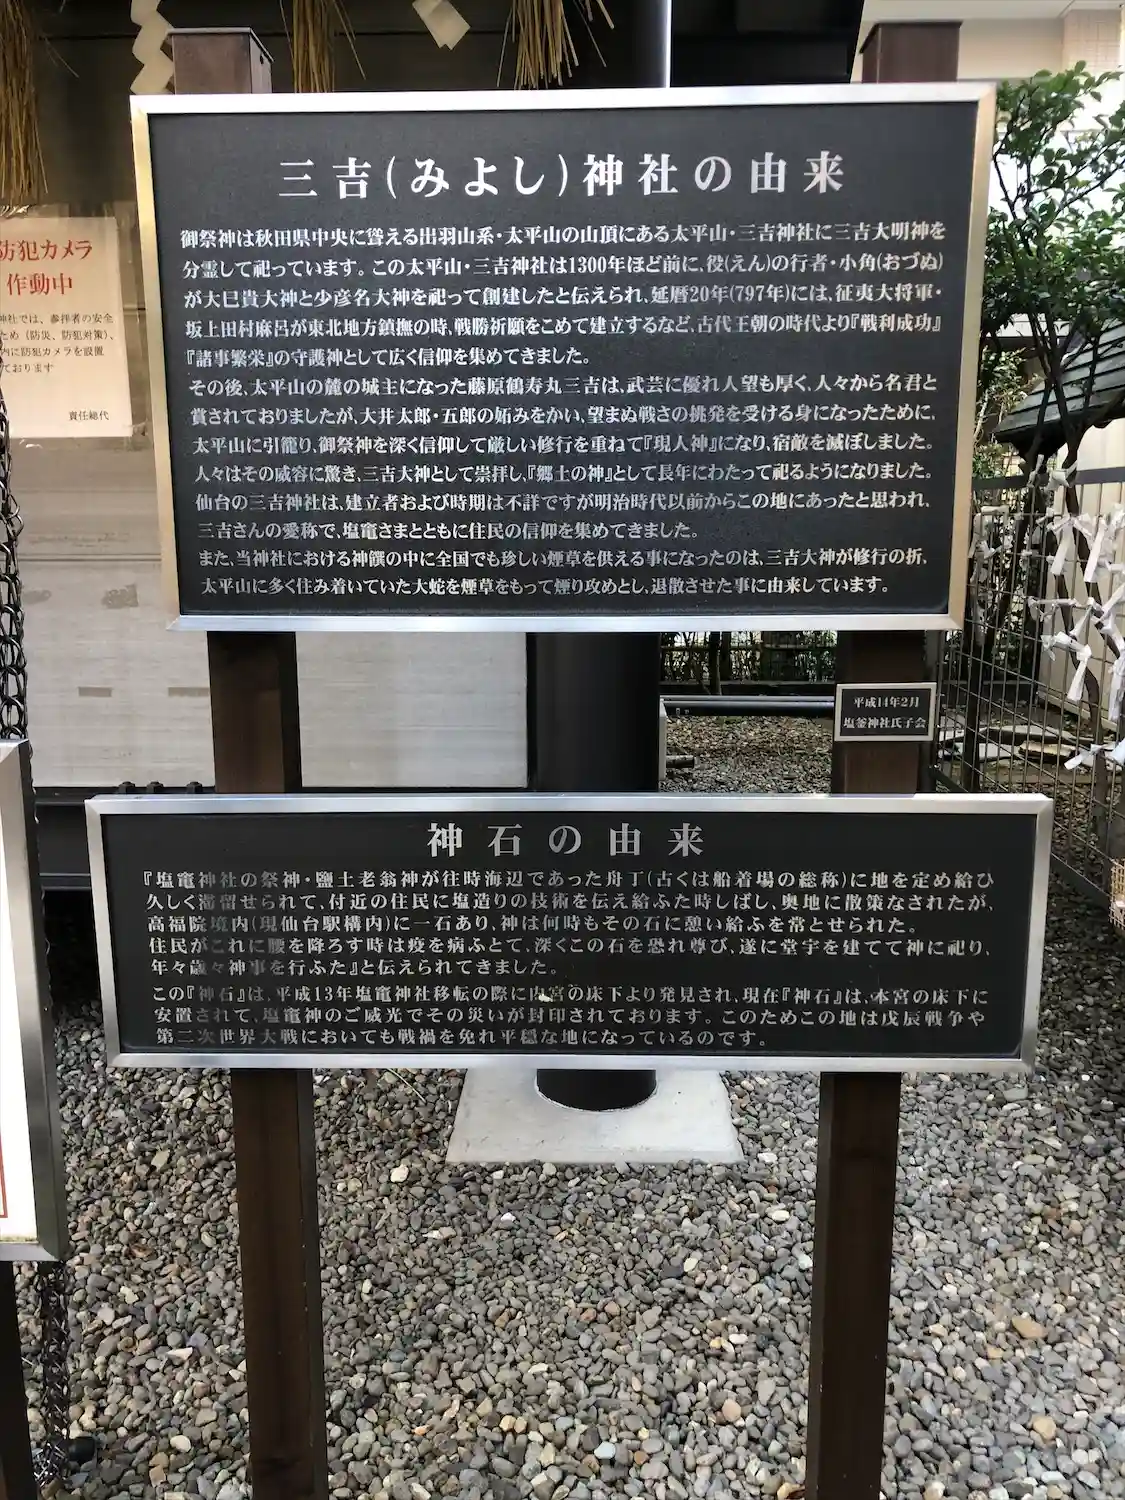 三吉(みよし)神社の由来
御祭神は秋田県中央に聳える出羽山系・太平山の山頂にある太平山・三吉神社に三吉大明神を
分霊して祀っています。この太平山・三吉神社は1300年ほど前に、役(えん)の行者・小角(おづぬ)
が大巳貴大神と少彦名大神を祀って創建したと伝えられ、延暦20年(797年)には、征夷大将軍・
坂上田村麻呂が東北地方鎮撫の時、戦勝祈願をこめて建立するなど、古代王朝の時代より『戦利成功』
『諸事繁栄』の守護神として広く信仰を集めてきました。
その後、太平山の麓の城主になった藤原鶴寿丸三吉は、武芸に優れ人望も厚く、人々から名君と
賞されておりましたが、大井太郎・五郎の妬みをかい、望まぬ戦さの挑発を受ける身になったために、
太平山に引籠り、御祭神を深く信仰して厳しい修行を重ねて『現人神』になり、宿敵を滅ぼしました。
人々はその威容に驚き、三吉大神として崇拝し、『郷土の神』として長年にわたって祀るようになりました。
仙台の三吉神社は、建立者および時期は不詳ですが明治時代以前からこの地にあったと思われ、
三吉さんの愛称で、塩竈さまとともに住民の信仰を集めてきました。
また、当神社における神饌の中に全国でも珍しい煙草を供える事になったのは、三吉大神が修行の折、
太平山に多く住み着いていた大蛇を煙草をもって煙り攻めとし、退散させた事に由来しています。
平成14年2月
塩釜神社氏子会
神石の由来
『塩竈神社の祭神・鹽土老翁神が往時海辺であった舟丁(古くは船着場の総称)に地を定め給ひ
久しく滞留せられて、付近の住民に塩造りの技術を伝え給ふた時しばし、奥地に散策なされたが、
高福院境内(現仙台駅構内)に一石あり、神は何時もその石に憩い給ふを常とせられた。
住民がこれに腰を降ろす時は疫を病ふとて、深くこの石を恐れ尊び、遂に堂宇を建てて神に祀り、
年々歳々神事を行ふた』と伝えられてきました。
この『神石』は、平成13年塩竈神社移転の際に内宮の床下より発見され、現在『神石』は、本宮の床下に
安置されて、塩竈神のご威光でその災いが封印されております。このためこの地は戊辰戦争や
第二次世界大戦においても戦禍を免れ平穏な地になっているのです。
防犯カメラ
作動中
神社では、参拝者の安全
ため(防災、防犯対策)、
内に防犯カメラを設置
ております
責任総代